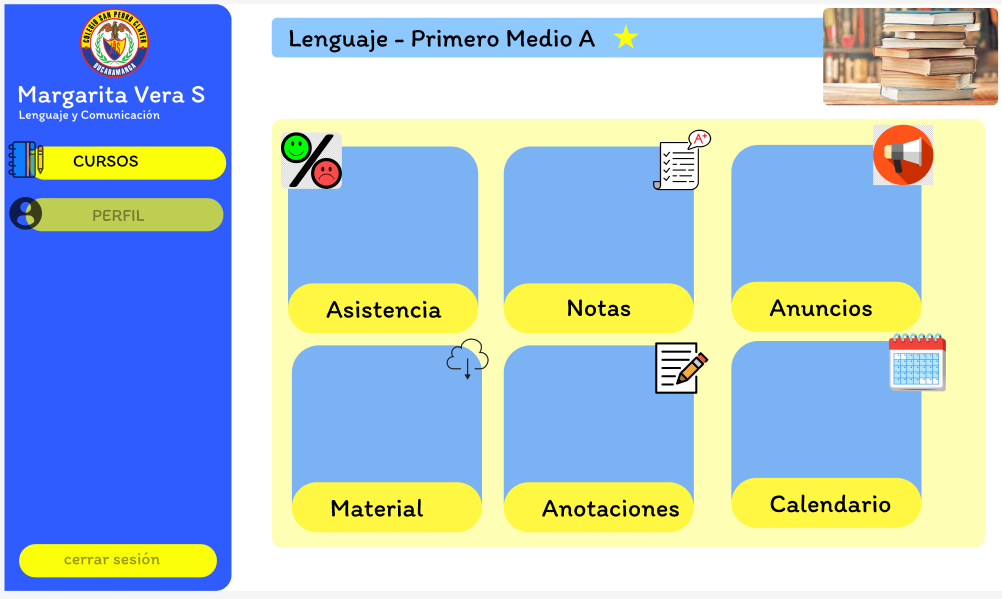 COLEGIO SAN PEDRO CLAVER
BUCARAMANGA
Margarita Vera S
Lenguaje y Comunicación
CURSOS
PERFIL
cerrar sesión
Lenguaje - Primero Medio A
A+
Asistencia
Notas
Anuncios
Material
Anotaciones
Calendario